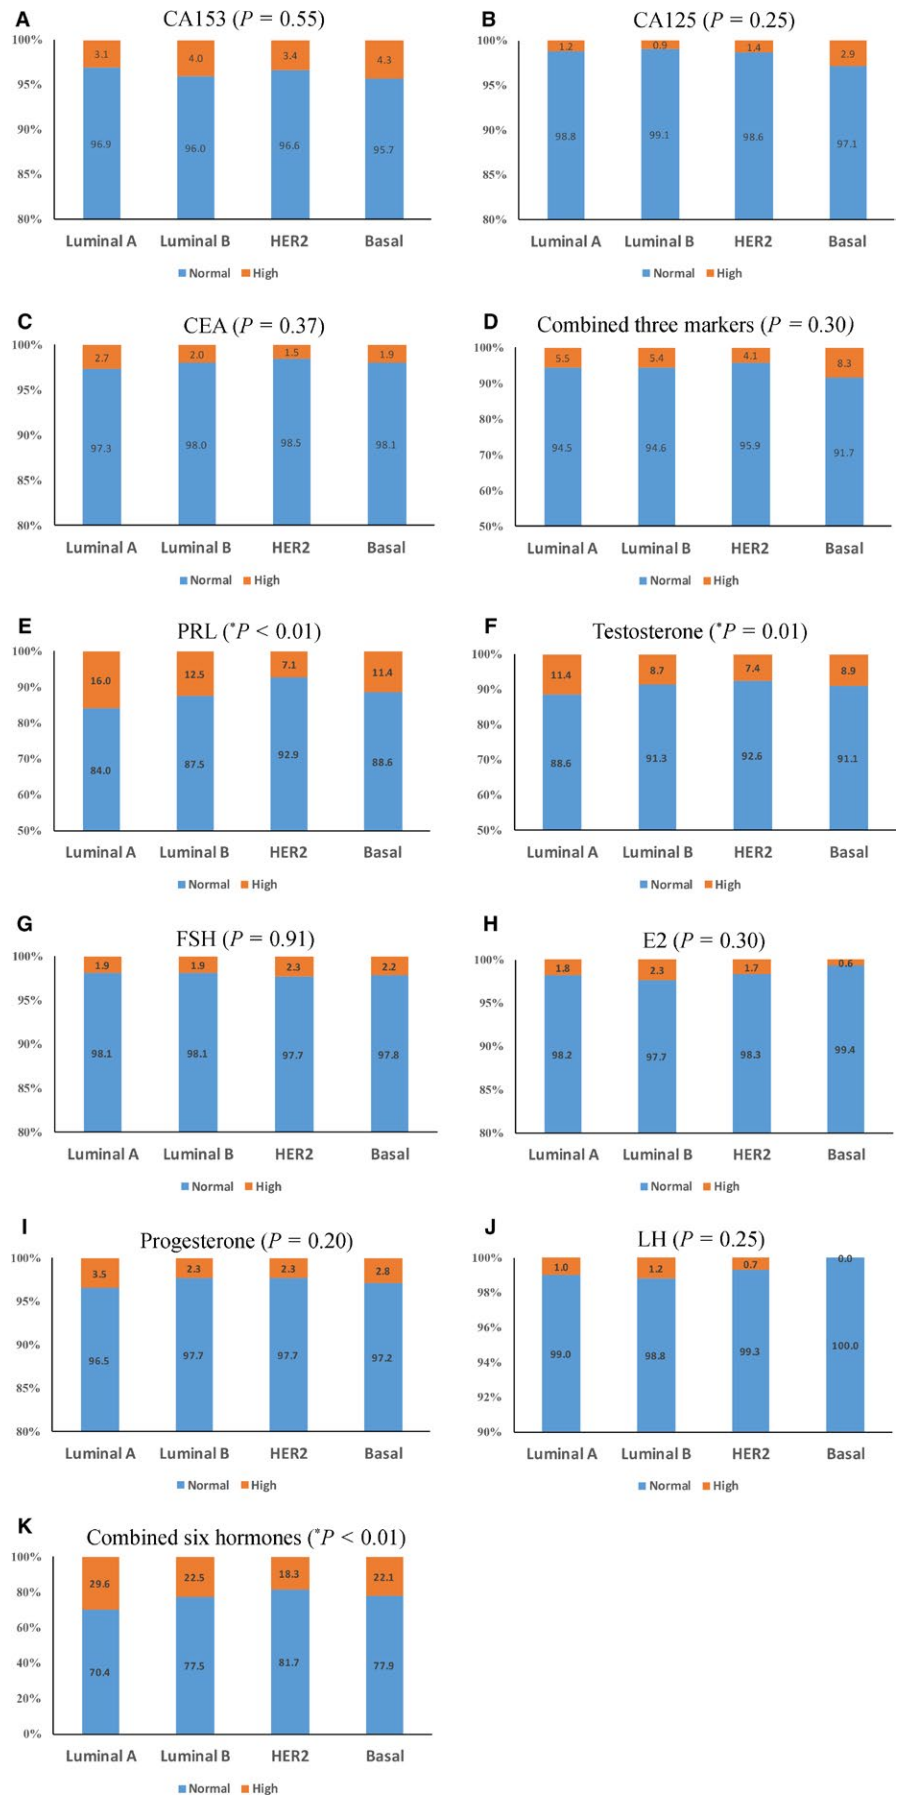 A
CA153 (P = 0.55)
100%
95%
90%
85%
80%
3.1 4.0 3.4 4.3
96.9 96.0 96.6 95.7
Luminal A Luminal B HER2 Basal
Normal High
B
CA125 (P = 0.25)
100%
95%
90%
85%
80%
1.2 0.9 1.4 2.9
98.8 99.1 98.6 97.1
Luminal A Luminal B HER2 Basal
Normal High
C
CEA (P = 0.37)
100%
95%
90%
85%
80%
2.7 2.0 1.5 1.9
97.3 98.0 98.5 98.1
Luminal A Luminal B HER2 Basal
Normal High
D
Combined three markers (P = 0.30)
100%
90%
80%
70%
60%
50%
5.5 5.4 4.1 8.3
94.5 94.6 95.9 91.7
Luminal A Luminal B HER2 Basal
Normal High
E
PRL (*P < 0.01)
100%
90%
80%
70%
60%
50%
16.0 12.5 7.1 11.4
84.0 87.5 92.9 88.6
Luminal A Luminal B HER2 Basal
Normal High
F
Testosterone (*P = 0.01)
100%
90%
80%
70%
60%
50%
11.4 8.7 7.4 8.9
88.6 91.3 92.6 91.1
Luminal A Luminal B HER2 Basal
Normal High
G
FSH (P = 0.91)
100%
95%
90%
85%
80%
1.9 1.9 2.3 2.2
98.1 98.1 97.7 97.8
Luminal A Luminal B HER2 Basal
Normal High
H
E2 (P = 0.30)
100%
95%
90%
85%
80%
1.8 2.3 1.7 0.6
98.2 97.7 98.3 99.4
Luminal A Luminal B HER2 Basal
Normal High
I
Progesterone (P = 0.20)
100%
95%
90%
85%
80%
3.5 2.3 2.3 2.8
96.5 97.7 97.7 97.2
Luminal A Luminal B HER2 Basal
Normal High
J
LH (P = 0.25)
100%
98%
96%
94%
92%
90%
1.0 1.2 0.7 0.0
99.0 98.8 99.3 100.0
Luminal A Luminal B HER2 Basal
Normal High
K
Combined six hormones (*P < 0.01)
100%
80%
60%
40%
20%
0%
29.6 22.5 18.3 22.1
70.4 77.5 81.7 77.9
Luminal A Luminal B HER2 Basal
Normal High